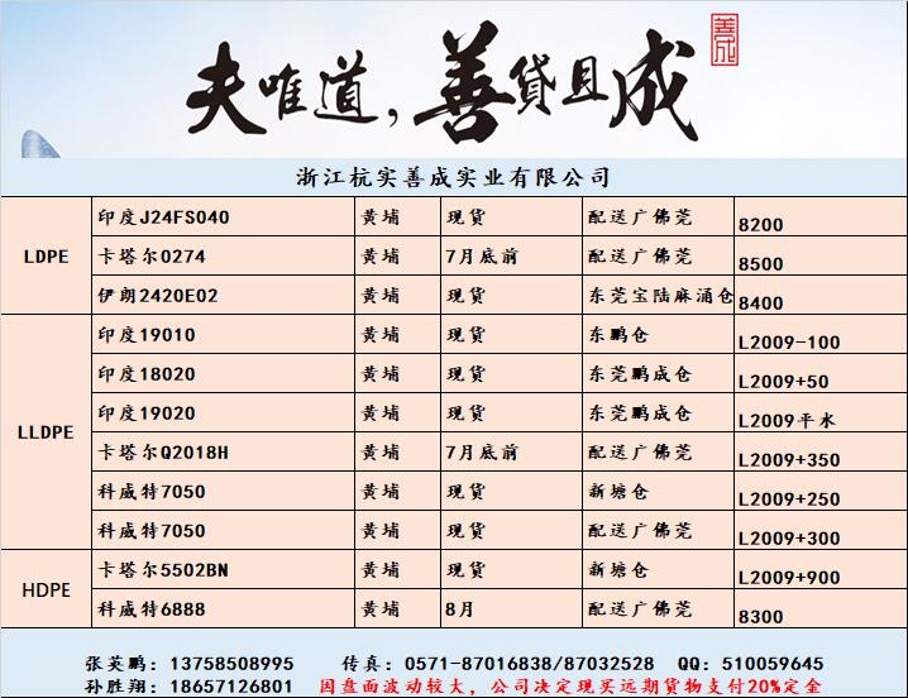 夫唯道，善贷且成
善成
浙江杭实善成实业有限公司
LDPE
印度J24FS040 黄埔 现货 配送广佛莞 8200
卡塔尔0274 黄埔 7月底前 配送广佛莞 8500
伊朗2420E02 黄埔 现货 东莞宝陆麻涌仓 8400
LLDPE
印度19010 黄埔 现货 东鹏仓 L2009-100
印度18020 黄埔 现货 东莞鹏成仓 L2009+50
印度19020 黄埔 现货 东莞鹏成仓 L2009平水
卡塔尔Q2018H 黄埔 7月底前 配送广佛莞 L2009+350
科威特7050 黄埔 现货 新塘仓 L2009+250
科威特7050 黄埔 现货 配送广佛莞 L2009+300
HDPE
卡塔尔5502BN 黄埔 现货 新塘仓 L2009+900
科威特6888 黄埔 8月 配送广佛莞 8300
张英鹏：13758508995 传真：0571-87016838/87032528 QQ：510059645
孙胜翔：18657126801 因盘面波动较大，公司决定现买远期货物支付20%定金